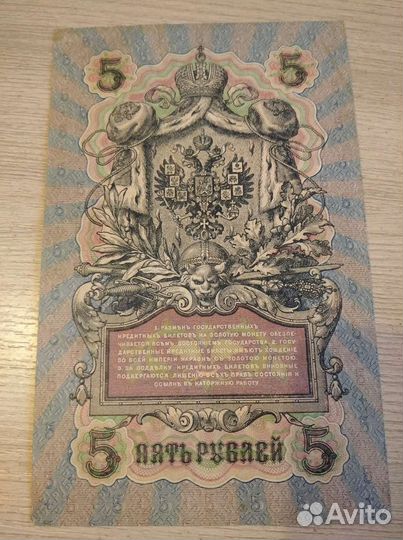 5 5
1. РАЗМѢНЪ ГОСУДАРСТВЕННЫХЪ
КРЕДИТНЫХЪ БИЛЕТОВЪ НА ЗОЛОТУЮ МОНЕТУ ОБЕЗПЕ-
ЧИВАЕТСЯ ВСѢМЪ ДОСТОЯНІЕМЪ ГОСУДАРСТВА. 2. ГОСУ-
ДАРСТВЕННЫЕ КРЕДИТНЫЕ БИЛЕТЫ ИМѢЮТЪ ХОЖДЕНІЕ
ВО ВСЕЙ ИМПЕРІИ НАРАВНѢ СЪ ЗОЛОТОЮ МОНЕТОЮ.
3. ЗА ПОДДѢЛКУ КРЕДИТНЫХЪ БИЛЕТОВЪ ВИНОВНЫЕ
ПОДВЕРГАЮТСЯ ЛИШЕНІЮ ВСѢХЪ ПРАВЪ СОСТОЯНІЯ И
ССЫЛКѢ ВЪ КАТОРЖНУЮ РАБОТУ.
5 ПЯТЬ РУБЛЕЙ 5
Avito